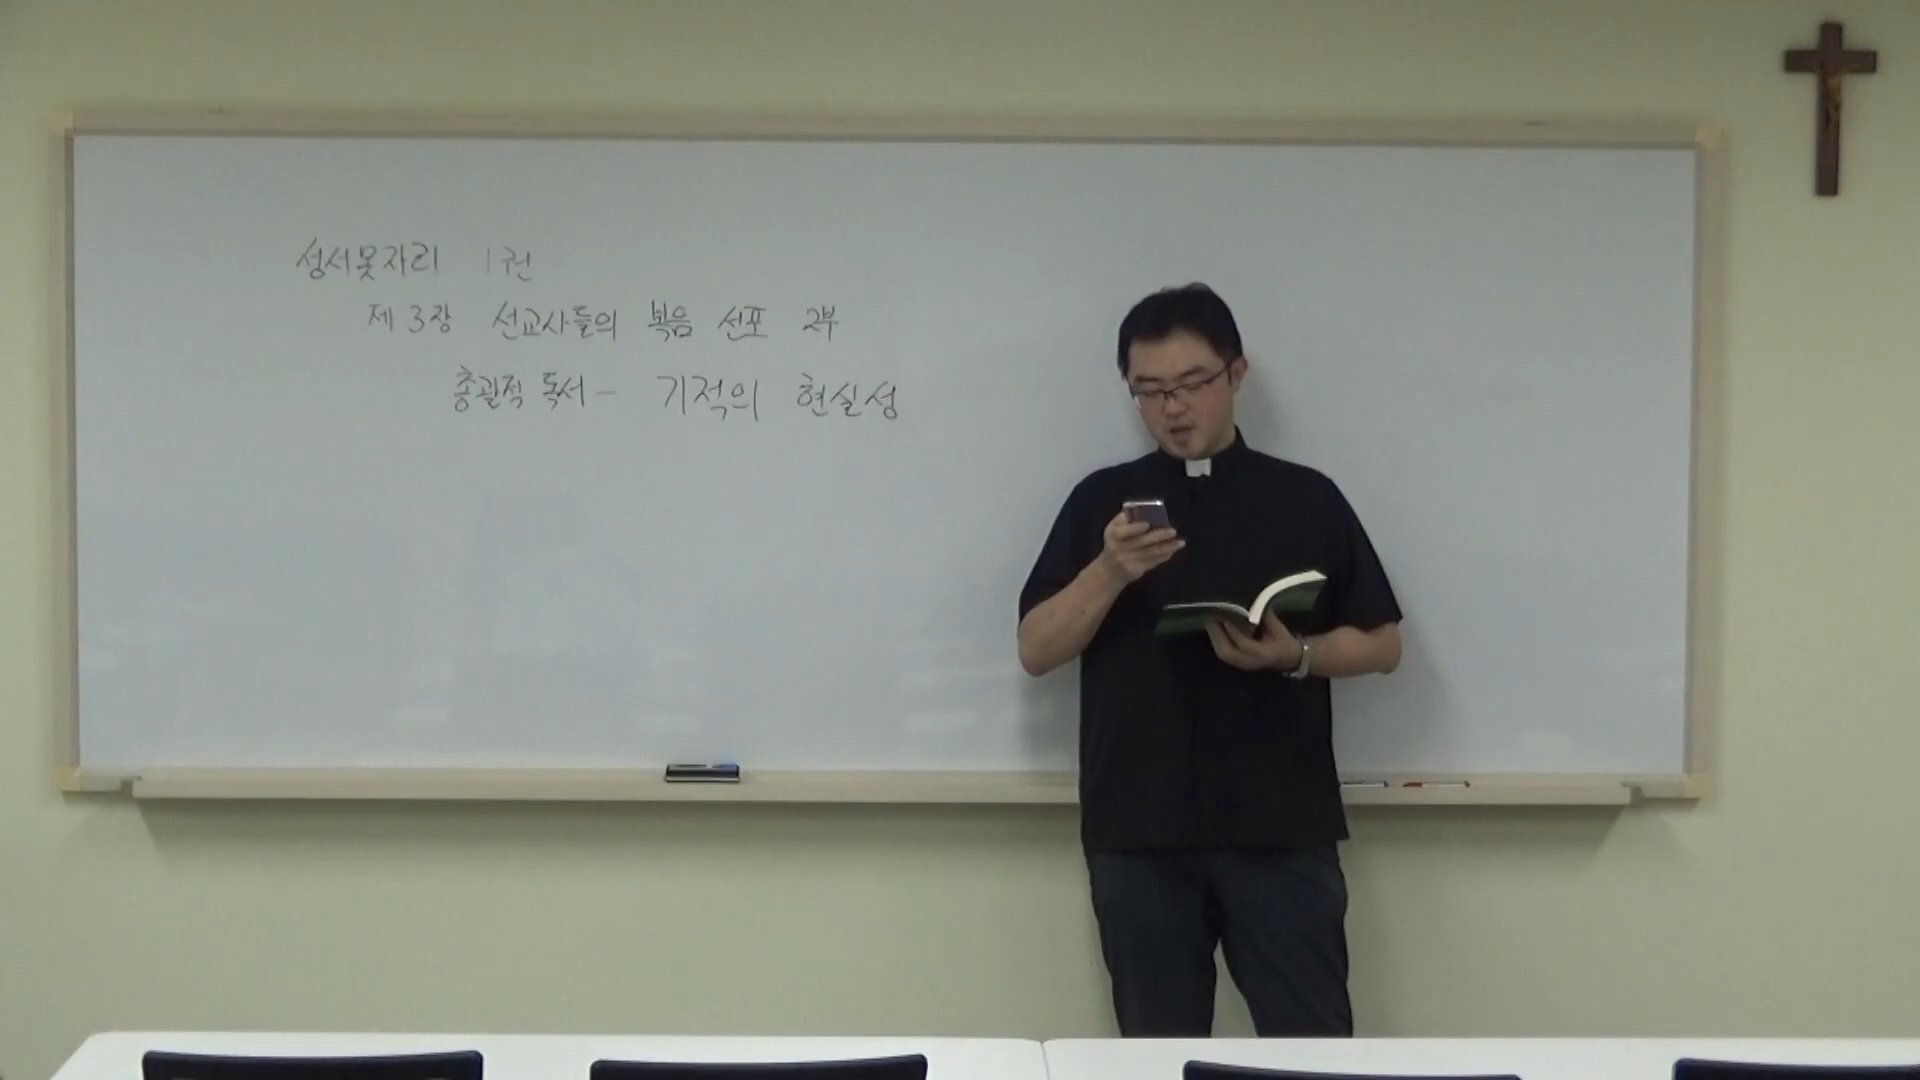 성서못자리 1권
제3장 선교사들의 복음 선포 2부
총괄적 독서 - 기적의 현실성